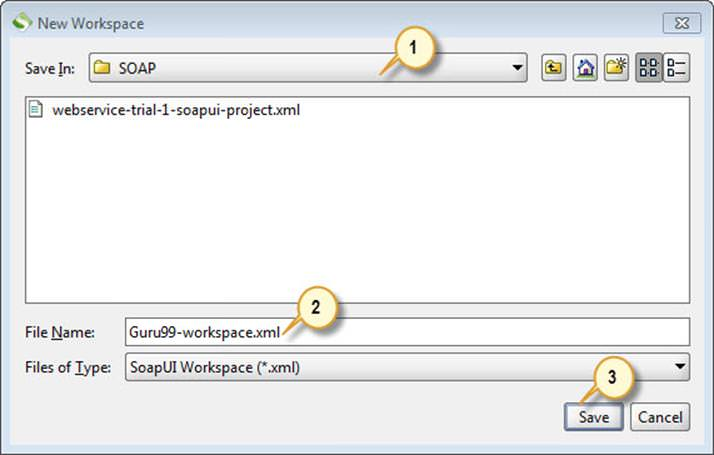 New Workspace
1
Save In: SOAP
webservice-trial-1-soapui-project.xml
2
File Name: Guru99-workspace.xml
Files of Type: SoapUI Workspace (*.xml)
3
Save Cancel